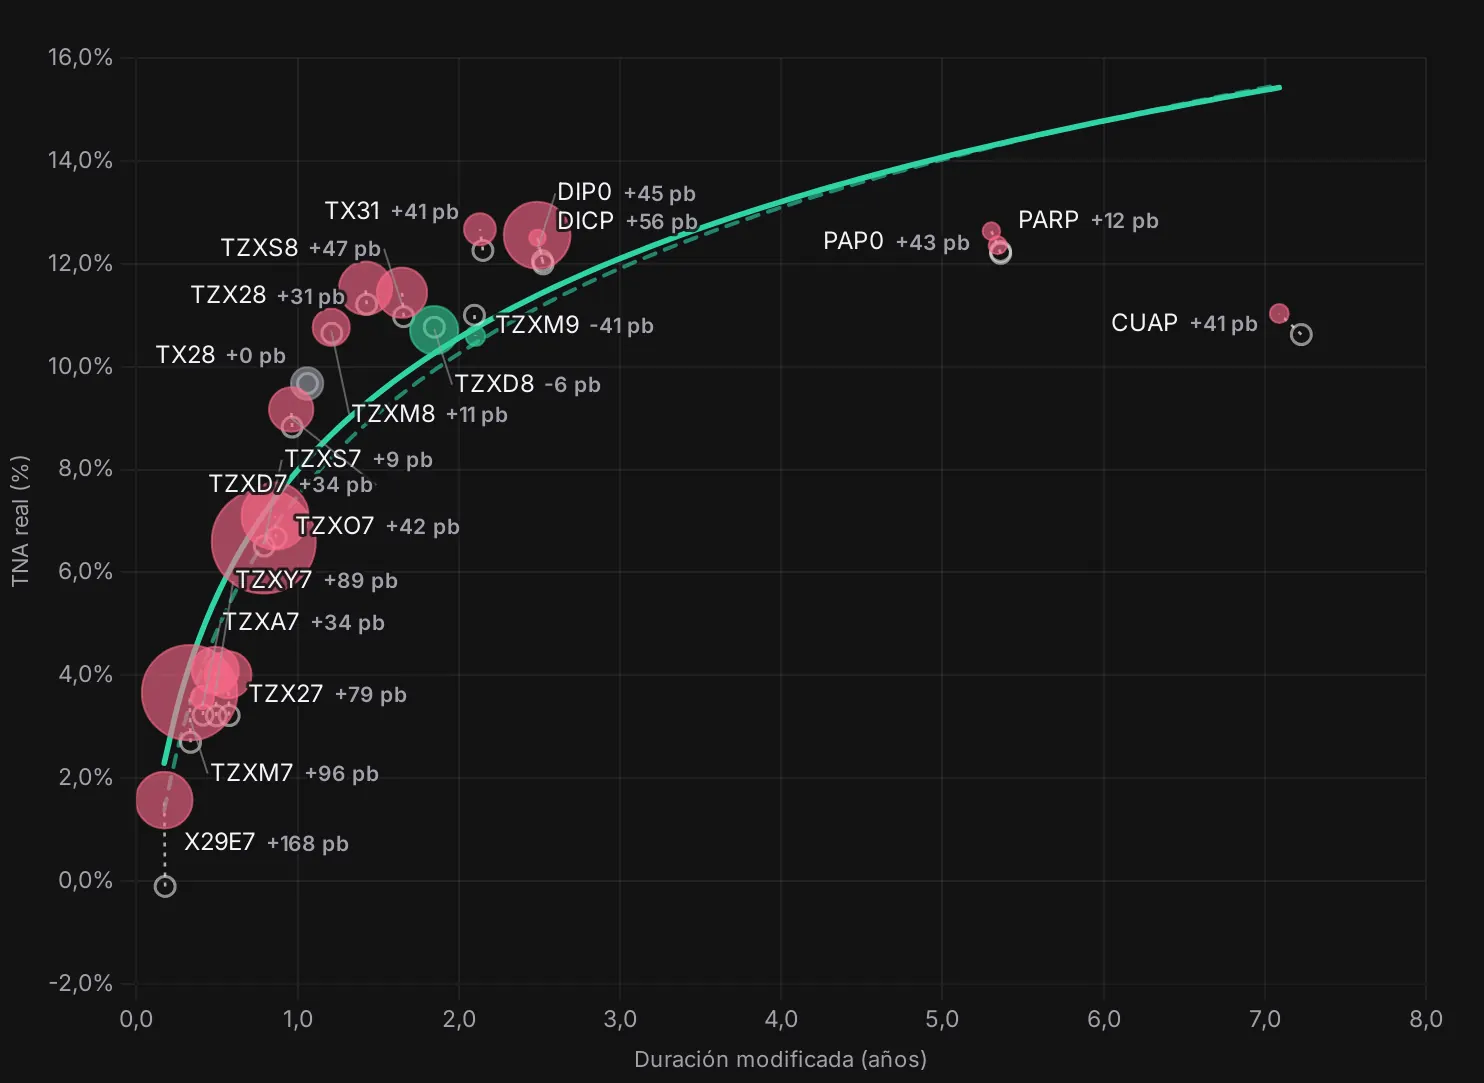 16,0%
14,0%
12,0%
10,0%
8,0%
6,0%
4,0%
2,0%
0,0%
-2,0%
TNA real (%)
DIP0 +45 pb
TX31 +41 pb
DICP +56 pb
PARP +12 pb
PAP0 +43 pb
TZXS8 +47 pb
TZX28 +31 pb
CUAP +41 pb
TZXM9 -41 pb
TX28 +0 pb
TZXD8 -6 pb
TZXM8 +11 pb
TZXS7 +9 pb
TZXD7 +34 pb
TZXO7 +42 pb
TZXY7 +89 pb
TZXA7 +34 pb
TZX27 +79 pb
TZXM7 +96 pb
X29E7 +168 pb
0,0 1,0 2,0 3,0 4,0 5,0 6,0 7,0 8,0
Duración modificada (años)